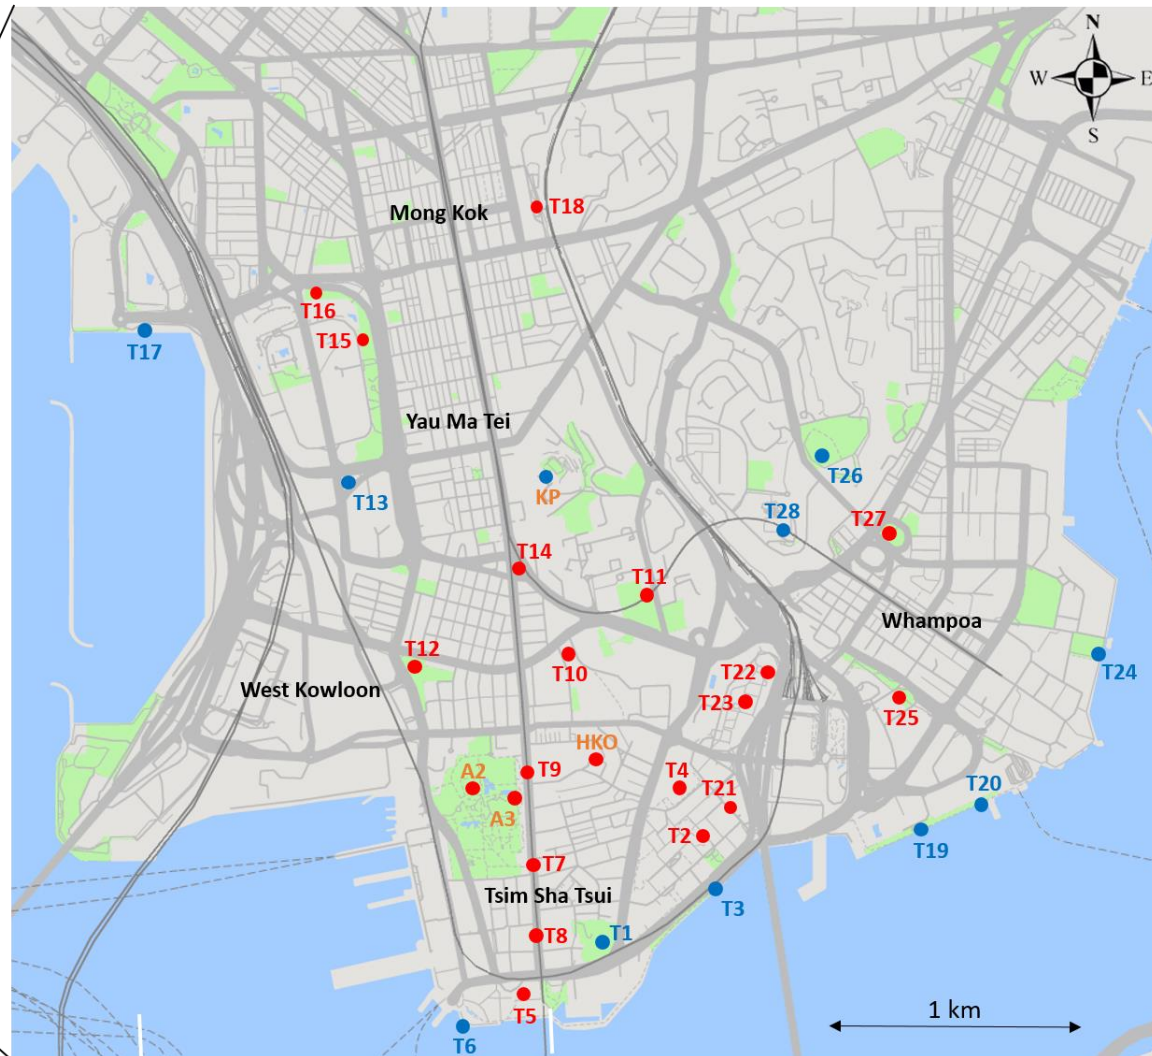 N
W E
S
Mong Kok
T18
T16
T15
T17
Yau Ma Tei
T26
KP
T13
T28
T27
T14
T11
Whampoa
T12
T10
T24
West Kowloon
T22
T23
T25
HKO
T9
A2
T4
T21
A3
T20
T2
T19
T7
Tsim Sha Tsui
T3
T8
T1
T5
1 km
T6